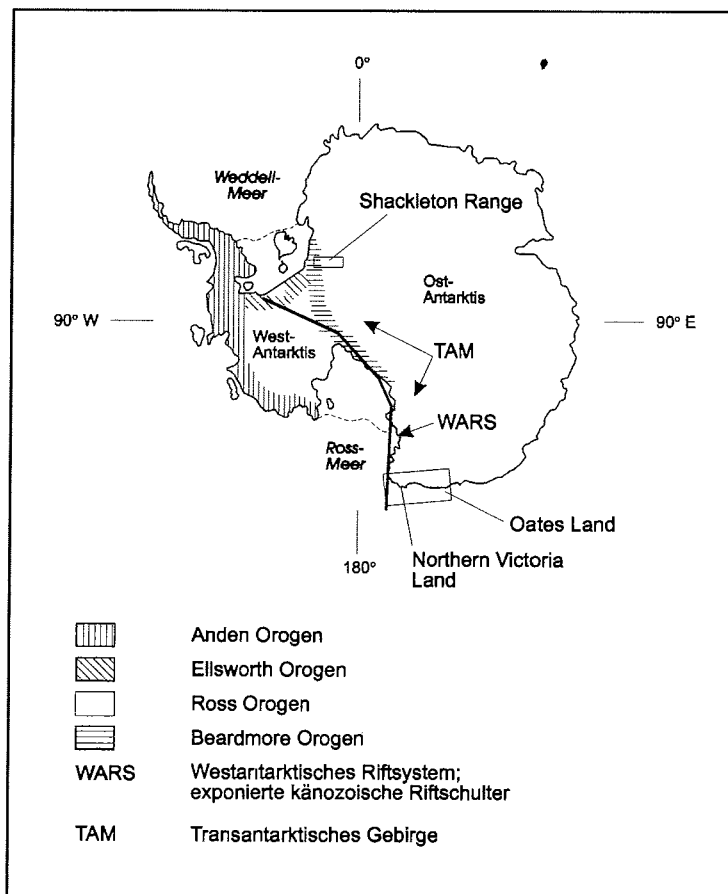 0°
Weddell-
Meer
Shackleton Range
Ost-
Antarktis
90° W
90° E
West-
Antarktis
TAM
WARS
Ross-
Meer
Oates Land
180°
Northern Victoria
Land
Anden Orogen
Ellsworth Orogen
Ross Orogen
Beardmore Orogen
WARS Westantarktisches Riftsystem;
exponierte känozoische Riftschulter
TAM Transantarktisches Gebirge